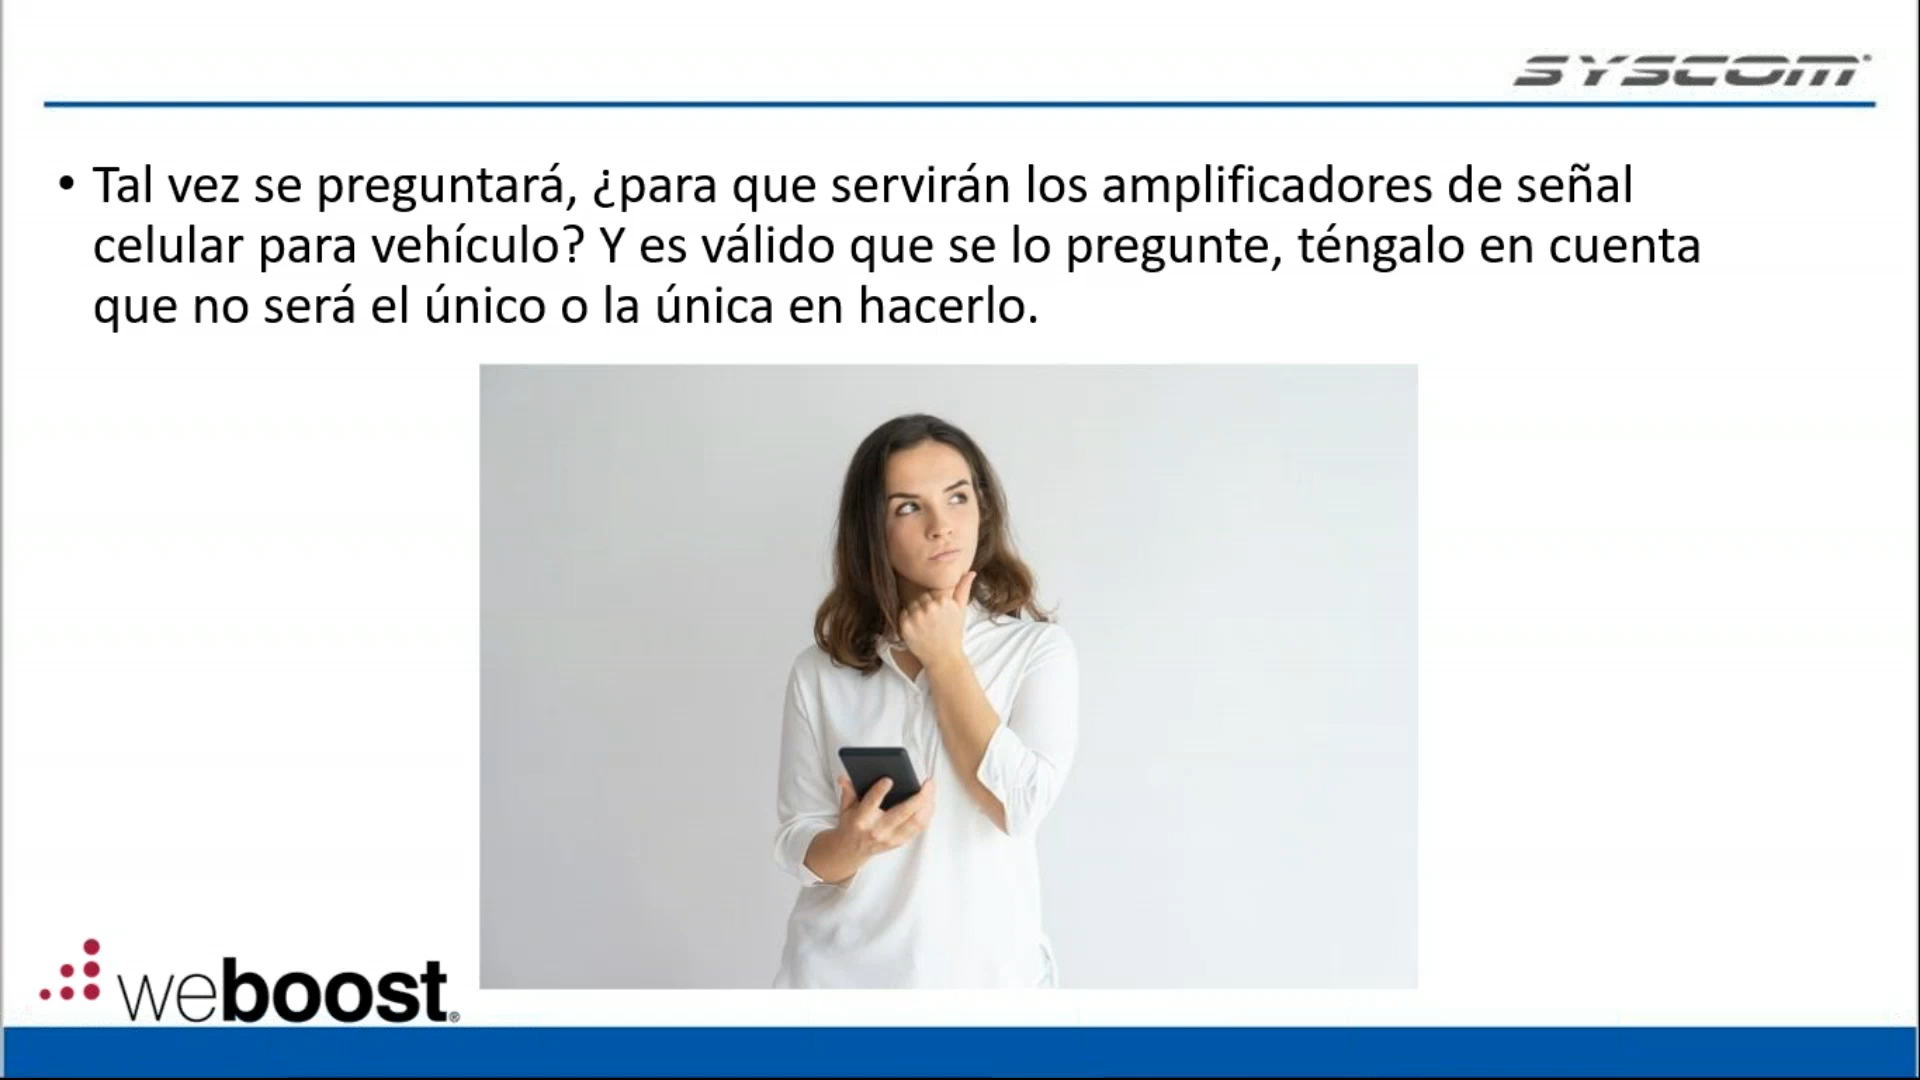 SYSCOM
• Tal vez se preguntará, ¿para que servirán los amplificadores de señal
celular para vehículo? Y es válido que se lo pregunte, téngalo en cuenta
que no será el único o la única en hacerlo.
weboost®